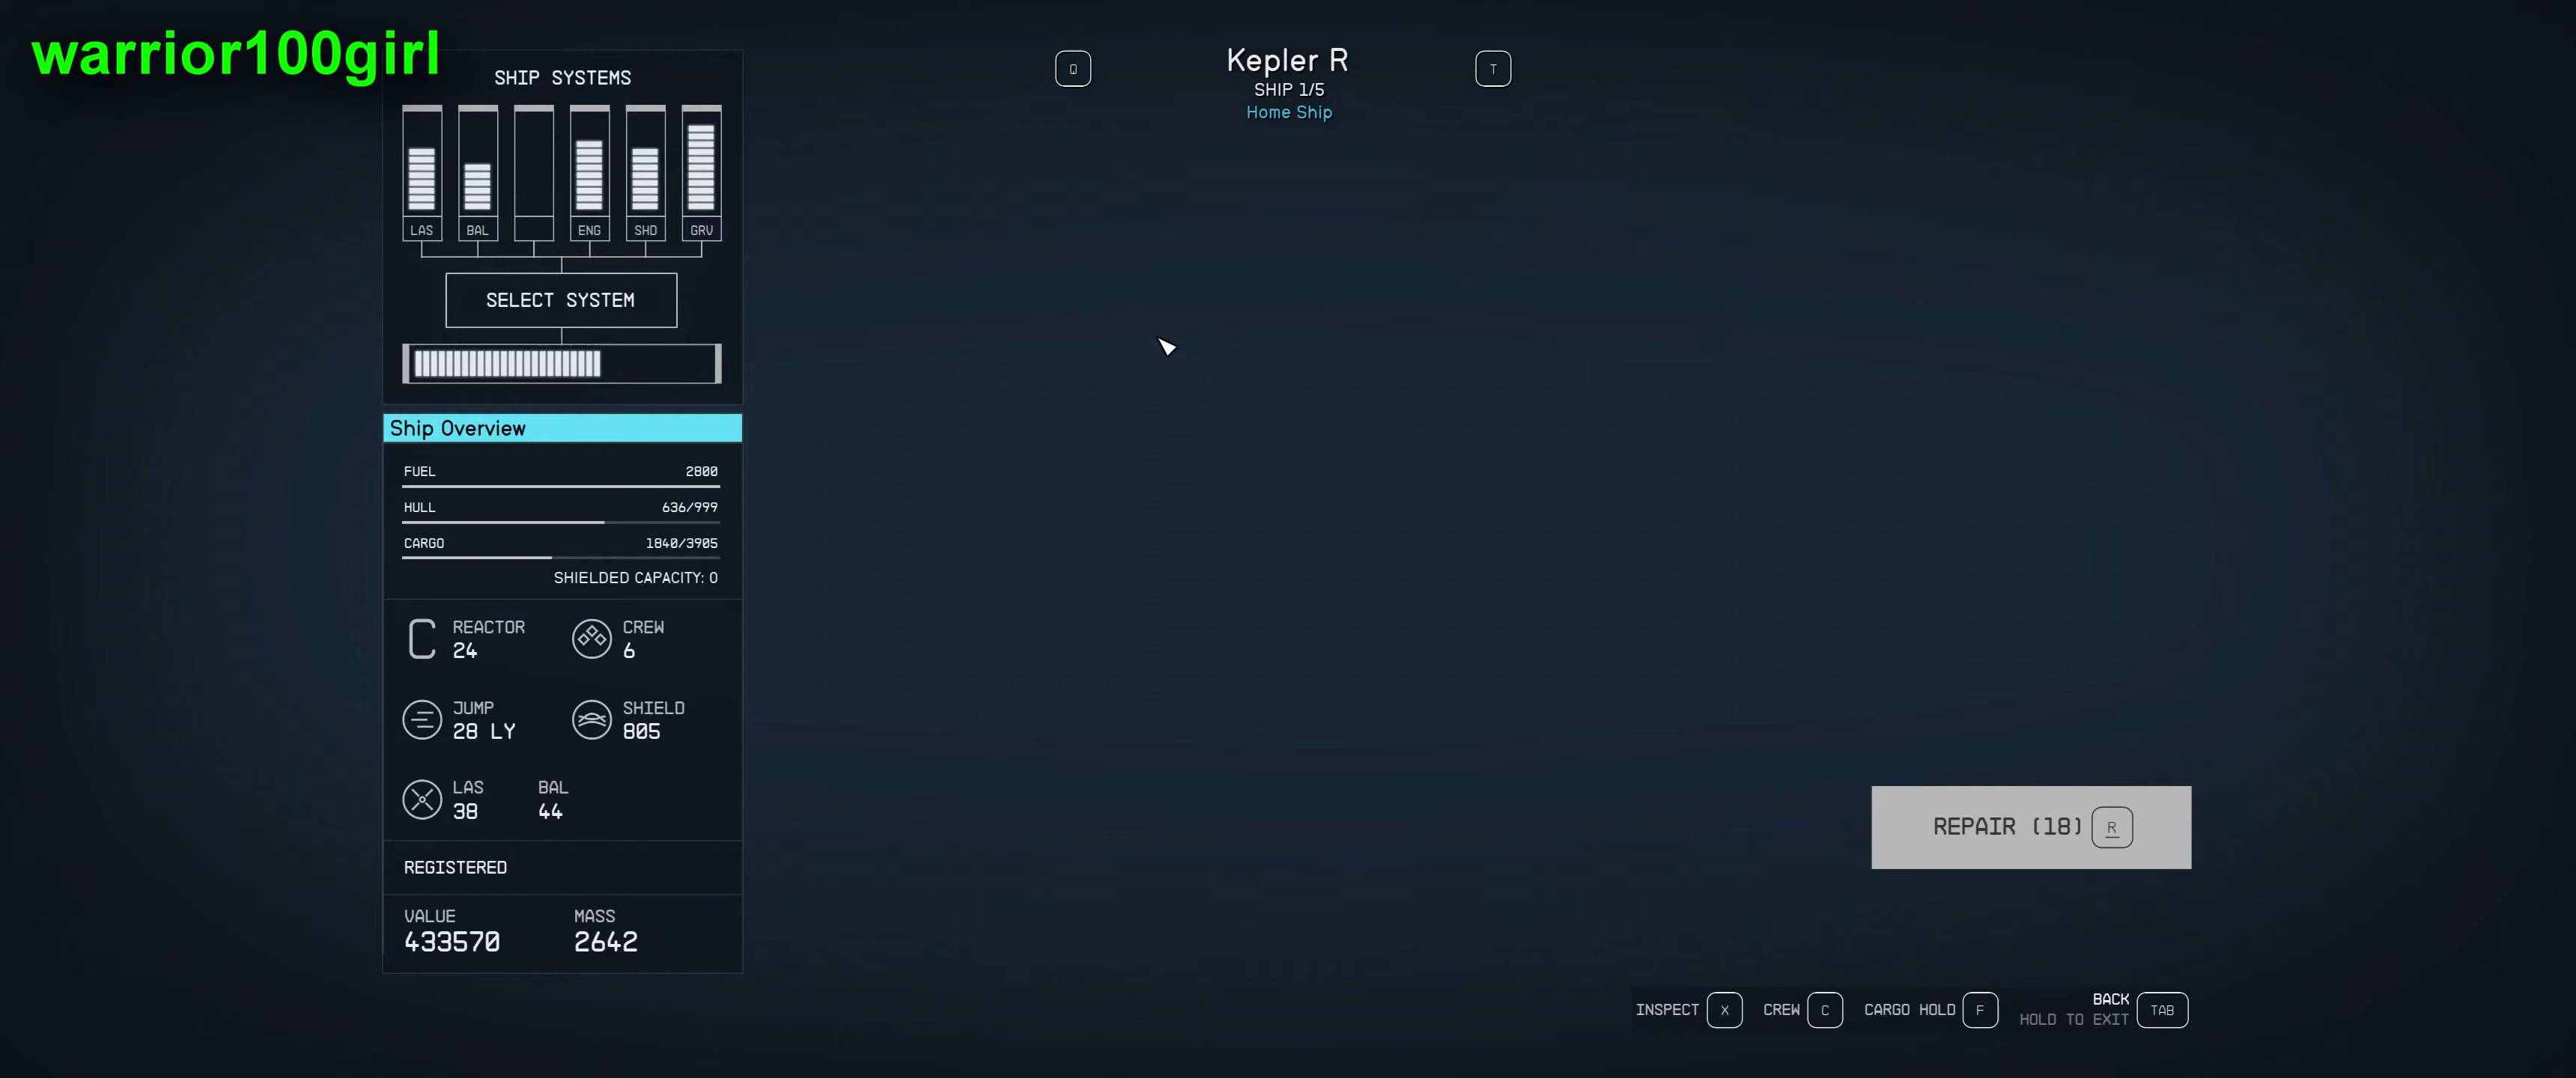 warrior100girl
SHIP SYSTEMS
LAS BAL ENG SHD GRV
SELECT SYSTEM
Q
Kepler R
T
SHIP 1/5
Home Ship
Ship Overview
FUEL 2800
HULL 636/999
CARGO 1840/3905
SHIELDED CAPACITY: 0
C REACTOR CREW
24 6
JUMP SHIELD
28 LY 805
LAS BAL
38 44
REGISTERED
VALUE MASS
433570 2642
REPAIR (18) R
INSPECT X CREW C CARGO HOLD F BACK TAB
HOLD TO EXIT